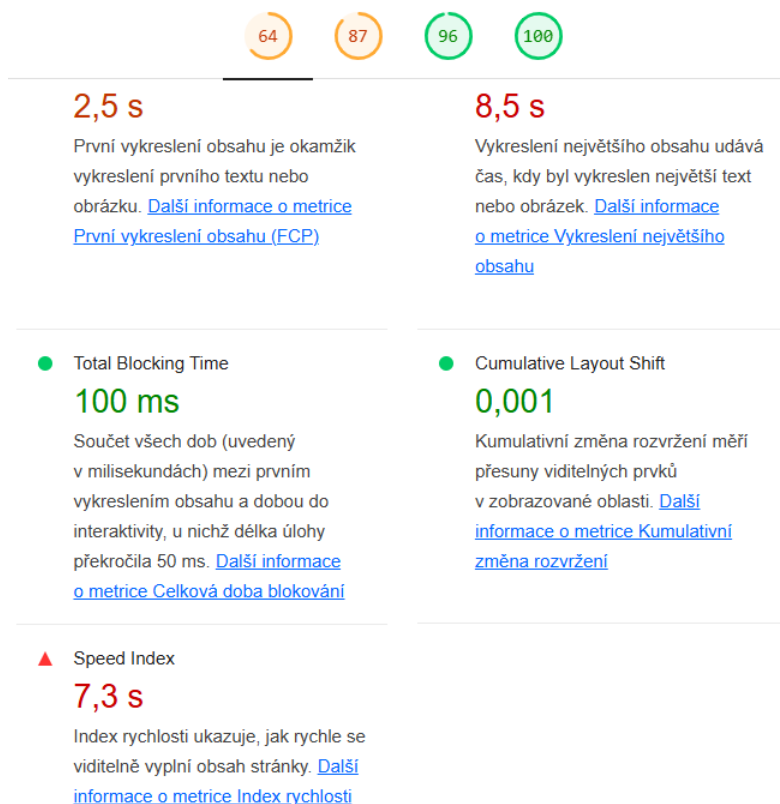 64
87
96
100
2,5 s
První vykreslení obsahu je okamžik
vykreslení prvního textu nebo
obrázku. Další informace o metrice
První vykreslení obsahu (FCP)
8,5 s
Vykreslení největšího obsahu udává
čas, kdy byl vykreslen největší text
nebo obrázek. Další informace
o metrice Vykreslení největšího
obsahu
Total Blocking Time
100 ms
Součet všech dob (uvedený
v milisekundách) mezi prvním
vykreslením obsahu a dobou do
interaktivity, u nichž délka úlohy
překročila 50 ms. Další informace
o metrice Celková doba blokování
Cumulative Layout Shift
0,001
Kumulativní změna rozvržení měří
přesuny viditelných prvků
v zobrazované oblasti. Další
informace o metrice Kumulativní
změna rozvržení
Speed Index
7,3 s
Index rychlosti ukazuje, jak rychle se
viditelně vyplní obsah stránky. Další
informace o metrice Index rychlosti